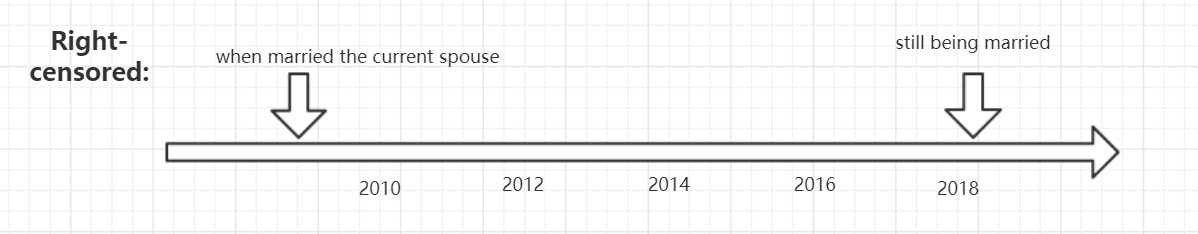 Right-
censored:
when married the current spouse
still being married
2010
2012
2014
2016
2018